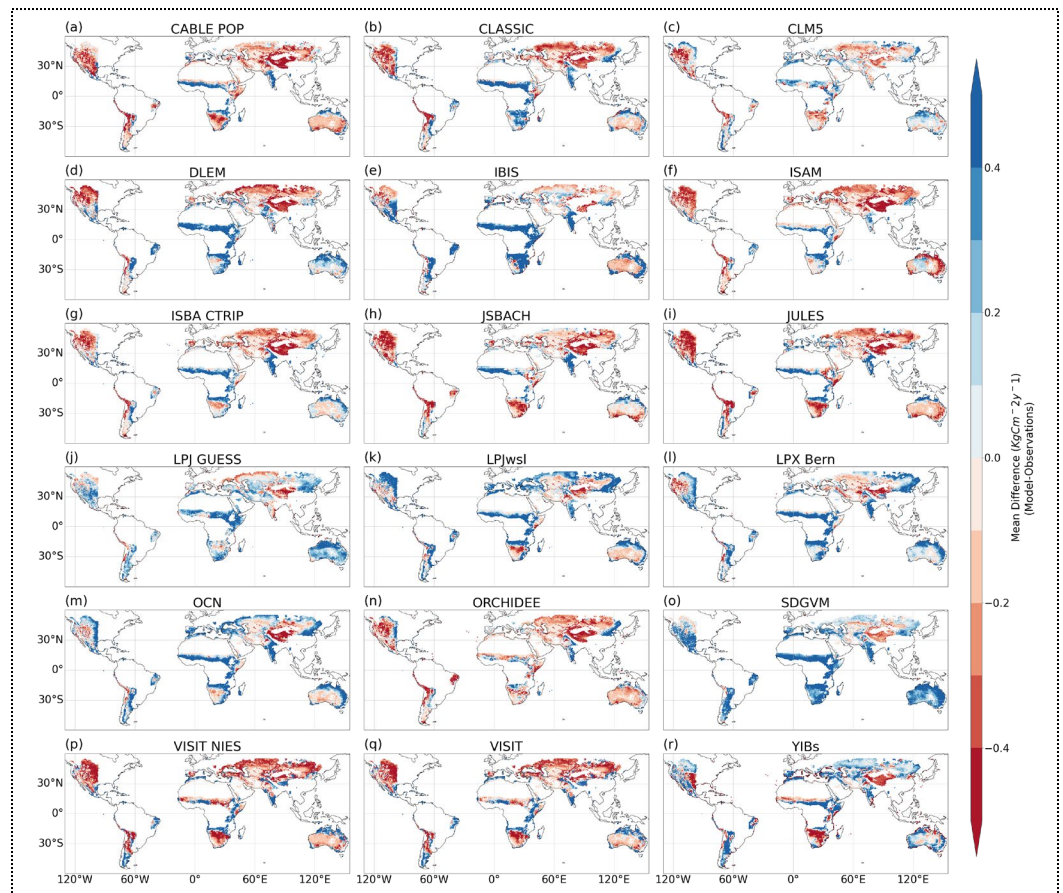 (a) CABLE POP (b) CLASSIC (c) CLM5
30°N
0°
30°S
(d) DLEM (e) IBIS (f) ISAM
30°N
0°
30°S
(g) ISBA CTRIP (h) JSBACH (i) JULES
30°N
0°
30°S
(j) LPJ GUESS (k) LPJwsl (l) LPX Bern
30°N
0°
30°S
(m) OCN (n) ORCHIDEE (o) SDGVM
30°N
0°
30°S
(p) VISIT NIES (q) VISIT (r) YIBs
30°N
0°
30°S
120°W 60°W 0° 60°E 120°E 120°W 60°W 0° 60°E 120°E 120°W 60°W 0° 60°E 120°E
0.4
0.2
0.0
−0.2
−0.4
Mean Difference (KgCm−2y−1)
(Model-Observations)